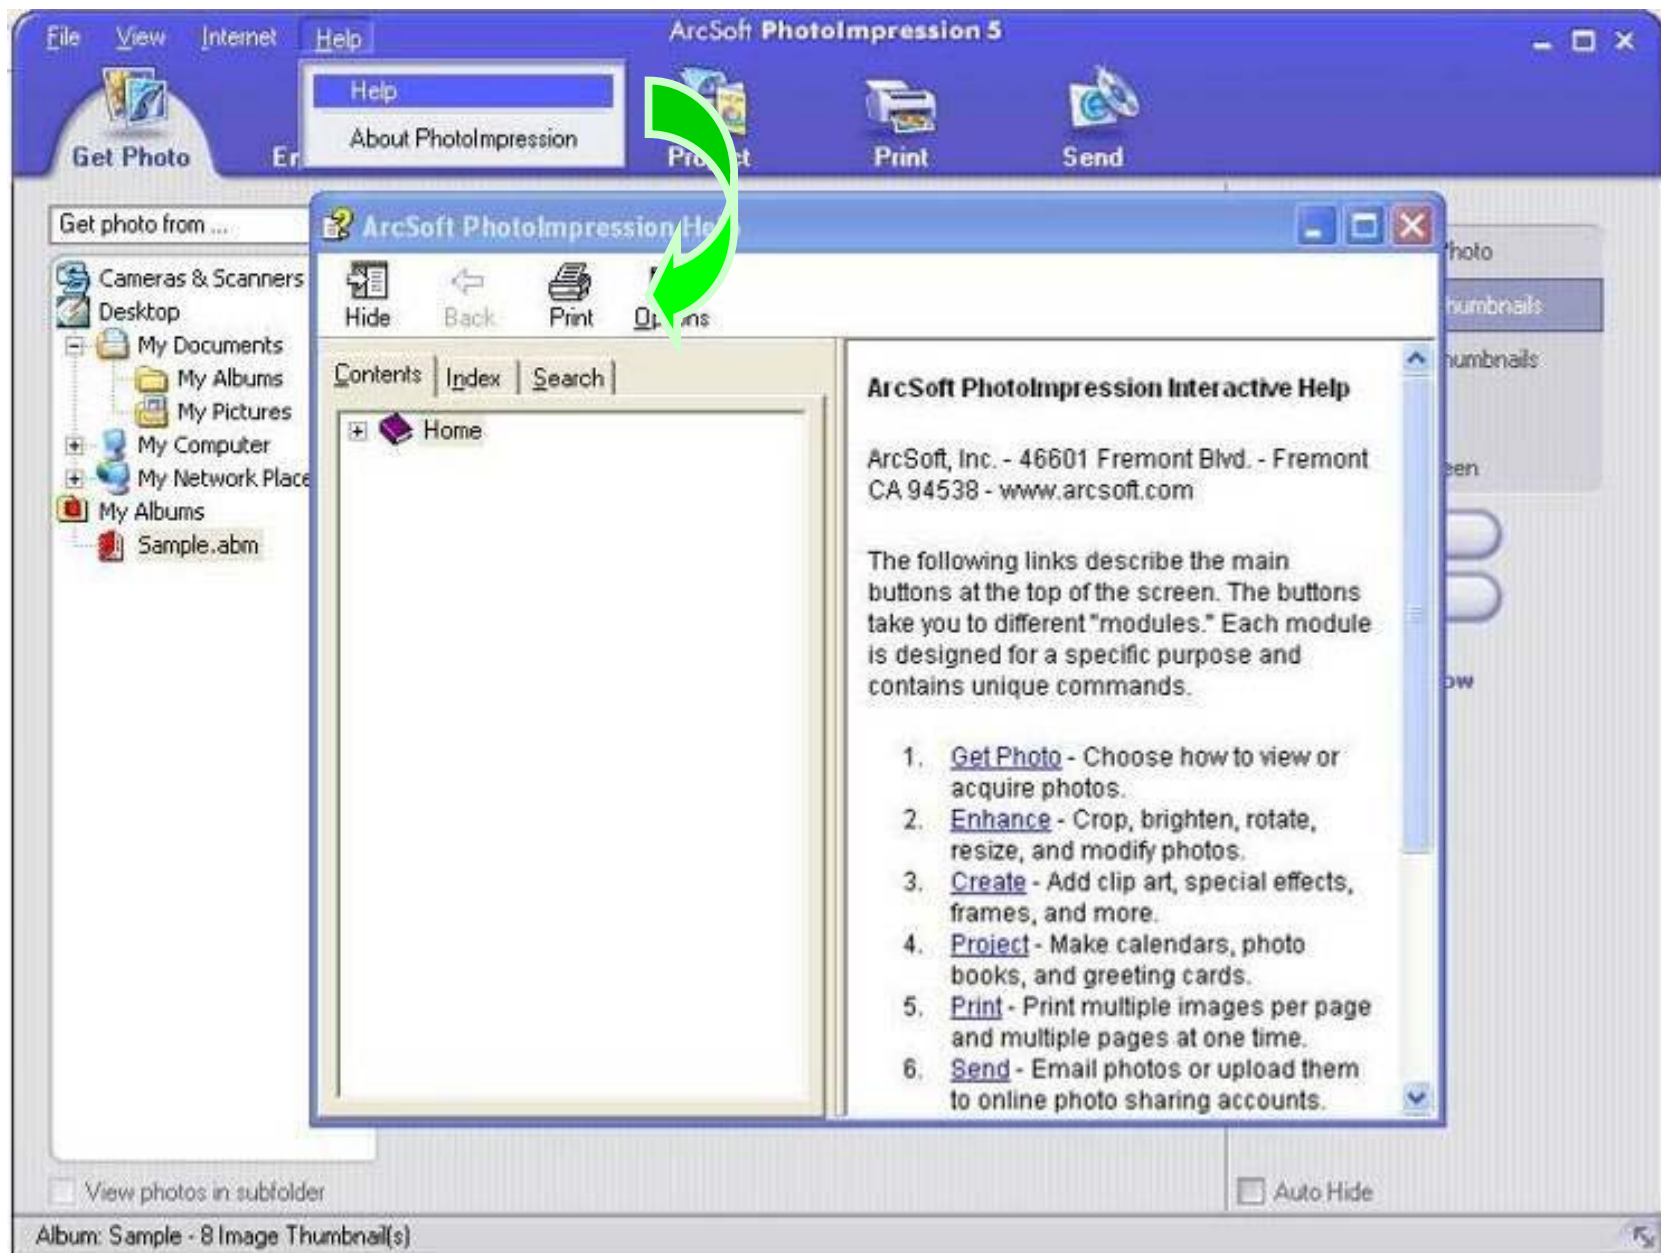 File View Internet Help
ArcSoft PhotoImpression 5
Help
About PhotoImpression
Get Photo
Print
Send
Get photo from ...
Cameras & Scanners
Desktop
My Documents
My Albums
My Pictures
My Computer
My Network Place
My Albums
Sample.abm
ArcSoft PhotoImpression
Hide Back Print
Contents Index Search
Home
ArcSoft PhotoImpression Interactive Help
ArcSoft, Inc. - 46601 Fremont Blvd. - Fremont
CA 94538 - www.arcsoft.com
The following links describe the main
buttons at the top of the screen. The buttons
take you to different "modules." Each module
is designed for a specific purpose and
contains unique commands.
1. Get Photo - Choose how to view or
acquire photos.
2. Enhance - Crop, brighten, rotate,
resize, and modify photos.
3. Create - Add clip art, special effects,
frames, and more.
4. Project - Make calendars, photo
books, and greeting cards.
5. Print - Print multiple images per page
and multiple pages at one time.
6. Send - Email photos or upload them
to online photo sharing accounts.
View photos in subfolder
Auto Hide
Album: Sample - 8 Image Thumbnail(s)